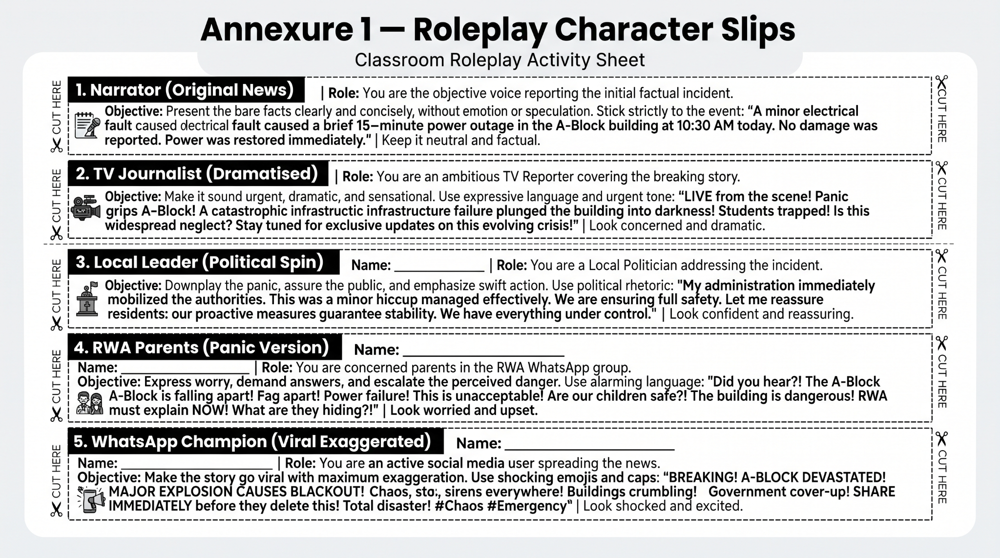 Annexure 1 — Roleplay Character Slips
Classroom Roleplay Activity Sheet
CUT HERE
CUT HERE
1. Narrator (Original News) | Role: You are the objective voice reporting the initial factual incident.
Objective: Present the bare facts clearly and concisely, without emotion or speculation. Stick strictly to the event: “A minor electrical
fault caused dectrical fault caused a brief 15–minute power outage in the A-Block building at 10:30 AM today. No damage was
reported. Power was restored immediately." | Keep it neutral and factual.
CUT HERE
CUT HERE
2. TV Journalist (Dramatised) | Role: You are an ambitious TV Reporter covering the breaking story.
Objective: Make it sound urgent, dramatic, and sensational. Use expressive language and urgent tone: “LIVE from the scene! Panic
grips A–Block! A catastrophic infrastructic infrastructure failure plunged the building into darkness! Students trapped! Is this
widespread neglect? Stay tuned for exclusive updates on this evolving crisis!” | Look concerned and dramatic.
CUT HERE
CUT HERE
3. Local Leader (Political Spin) Name: ____________ | Role: You are a Local Politician addressing the incident.
Objective: Downplay the panic, assure the public, and emphasize swift action. Use political rhetoric: "My administration immediately
mobilized the authorities. This was a minor hiccup managed effectively. We are ensuring full safety. Let me reassure
residents: our proactive measures guarantee stability. We have everything under control." | Look confident and reassuring.
CUT HERE
CUT HERE
4. RWA Parents (Panic Version) Name: ____________
Name: ____________ | Role: You are concerned parents in the RWA WhatsApp group.
Objective: Express worry, demand answers, and escalate the perceived danger. Use alarming language: "Did you hear?! The A-Block
A-Block is falling apart! Fag apart! Power failure! This is unacceptable! Are our children safe?! The building is dangerous! RWA
must explain NOW! What are they hiding?!" | Look worried and upset.
CUT HERE
CUT HERE
5. WhatsApp Champion (Viral Exaggerated) Name: ____________
Name: ____________ | Role: You are an active social media user spreading the news.
Objective: Make the story go viral with maximum exaggeration. Use shocking emojis and caps: “BREAKING! A-BLOCK DEVASTATED!
MAJOR EXPLOSION CAUSES BLACKOUT! Chaos, sirens everywhere! Buildings crumbling! Government cover-up! SHARE
IMMEDIATELY before they delete this! Total disaster! #Chaos #Emergency" | Look shocked and excited.
CUT HERE
CUT HERE